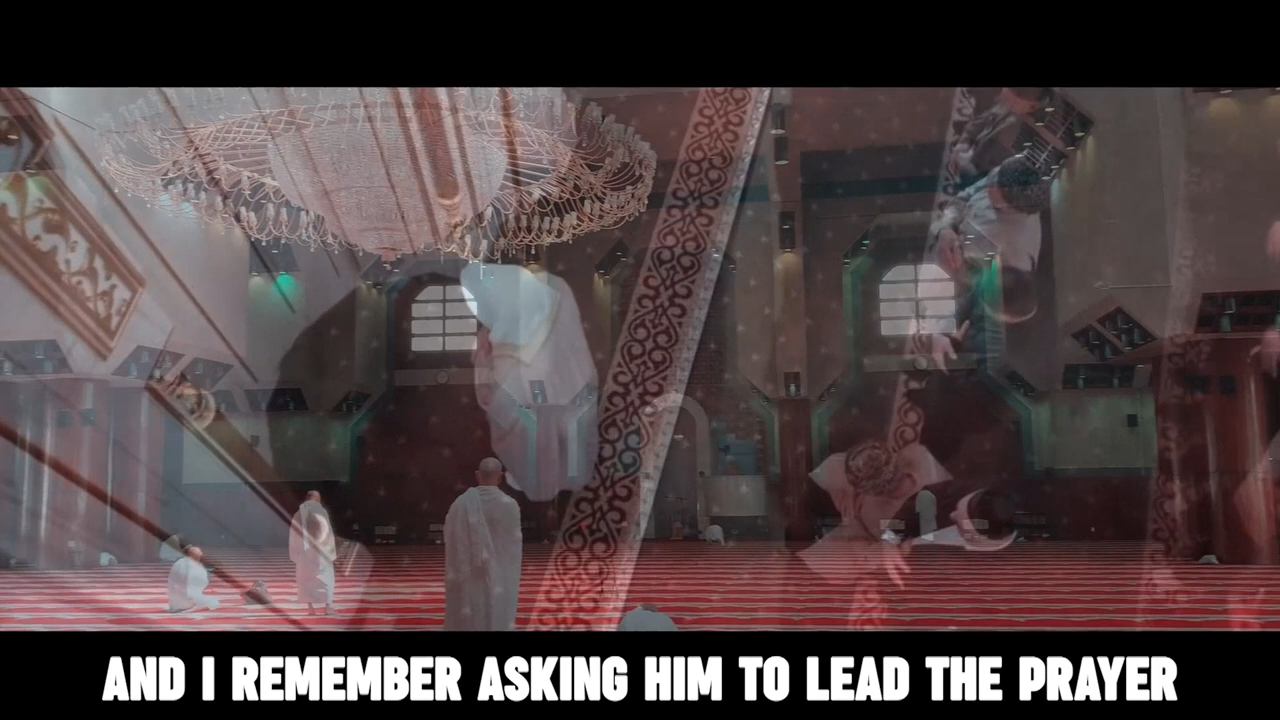 AND I REMEMBER ASKING HIM TO LEAD THE PRAYER